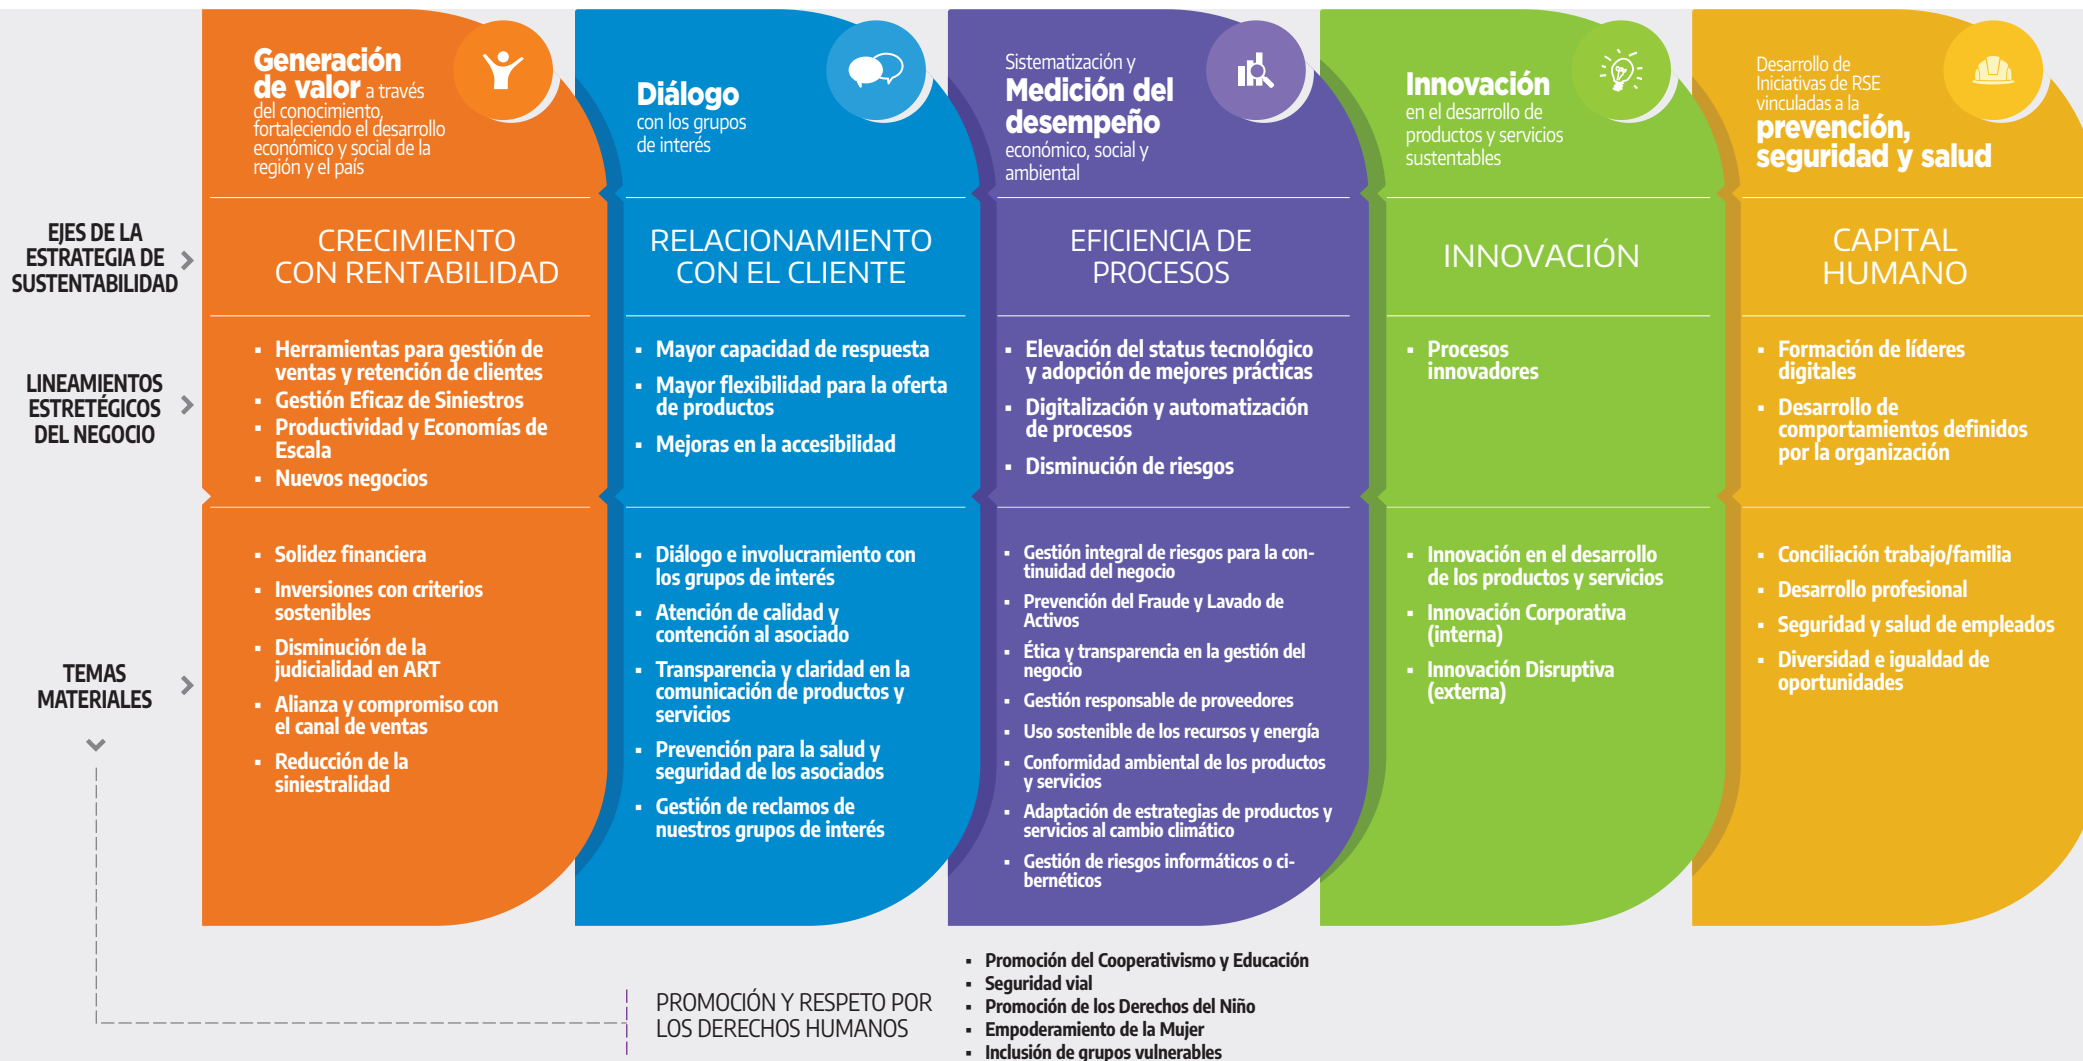 Generación
de valor a través
del conocimiento,
fortaleciendo el desarrollo
económico y social de la
región y el país
Diálogo
con los grupos
de interés
Sistematización y
Medición del
desempeño
económico, social y
ambiental
Innovación
en el desarrollo de
productos y servicios
sustentables
Desarrollo de
Iniciativas de RSE
vinculadas a la
prevención,
seguridad y salud
EJES DE LA
ESTRATEGIA DE
SUSTENTABILIDAD
CRECIMIENTO
CON RENTABILIDAD
RELACIONAMIENTO
CON EL CLIENTE
EFICIENCIA DE
PROCESOS
INNOVACIÓN
CAPITAL
HUMANO
LINEAMIENTOS
ESTRETÉGICOS
DEL NEGOCIO
▪ Herramientas para gestión de
ventas y retención de clientes
▪ Gestión Eficaz de Siniestros
▪ Productividad y Economías de
Escala
▪ Nuevos negocios
▪ Mayor capacidad de respuesta
▪ Mayor flexibilidad para la oferta
de productos
▪ Mejoras en la accesibilidad
▪ Elevación del status tecnológico
y adopción de mejores prácticas
▪ Digitalización y automatización
de procesos
▪ Disminución de riesgos
▪ Procesos
innovadores
▪ Formación de líderes
digitales
▪ Desarrollo de
comportamientos definidos
por la organización
TEMAS
MATERIALES
▪ Solidez financiera
▪ Inversiones con criterios
sostenibles
▪ Disminución de la
judicialidad en ART
▪ Alianza y compromiso con
el canal de ventas
▪ Reducción de la
siniestralidad
▪ Diálogo e involucramiento con
los grupos de interés
▪ Atención de calidad y
contención al asociado
▪ Transparencia y claridad en la
comunicación de productos y
servicios
▪ Prevención para la salud y
seguridad de los asociados
▪ Gestión de reclamos de
nuestros grupos de interés
▪ Gestión integral de riesgos para la con-
tinuidad del negocio
▪ Prevención del Fraude y Lavado de
Activos
▪ Ética y transparencia en la gestión del
negocio
▪ Gestión responsable de proveedores
▪ Uso sostenible de los recursos y energía
▪ Conformidad ambiental de los productos
y servicios
▪ Adaptación de estrategias de productos y
servicios al cambio climático
▪ Gestión de riesgos informáticos o ci-
bernéticos
▪ Innovación en el desarrollo
de los productos y servicios
▪ Innovación Corporativa
(interna)
▪ Innovación Disruptiva
(externa)
▪ Conciliación trabajo/familia
▪ Desarrollo profesional
▪ Seguridad y salud de empleados
▪ Diversidad e igualdad de
oportunidades
PROMOCIÓN Y RESPETO POR
LOS DERECHOS HUMANOS
▪ Promoción del Cooperativismo y Educación
▪ Seguridad vial
▪ Promoción de los Derechos del Niño
▪ Empoderamiento de la Mujer
▪ Inclusión de grupos vulnerables